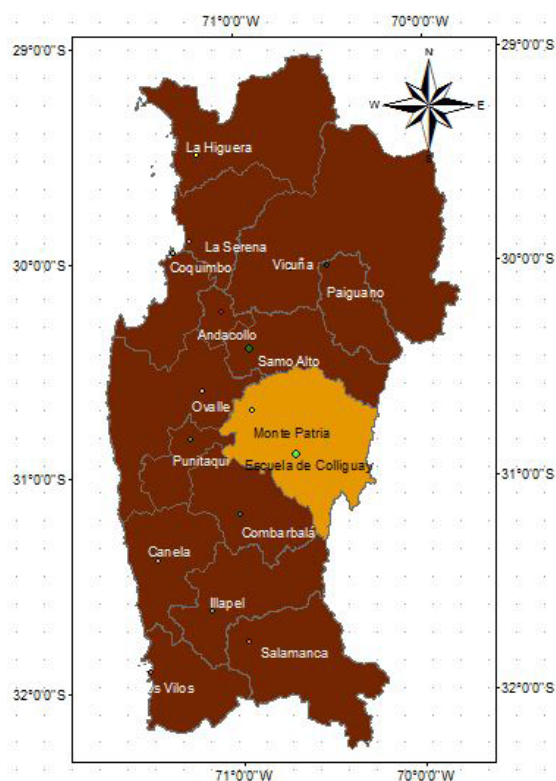 71°0'0"W 70°0'0"W
29°0'0"S 29°0'0"S
N
W E
S
La Higuera
La Serena
30°0'0"S 30°0'0"S
Coquimbo
Vicuña
Paiguano
Andacollo
Samo Alto
Ovalle
Monte Patria
Punitaqui
Escuela de Colliguay
31°0'0"S 31°0'0"S
Combarbalá
Canela
Illapel
Salamanca
32°0'0"S 32°0'0"S
os Vilos
71°0'0"W 70°0'0"W